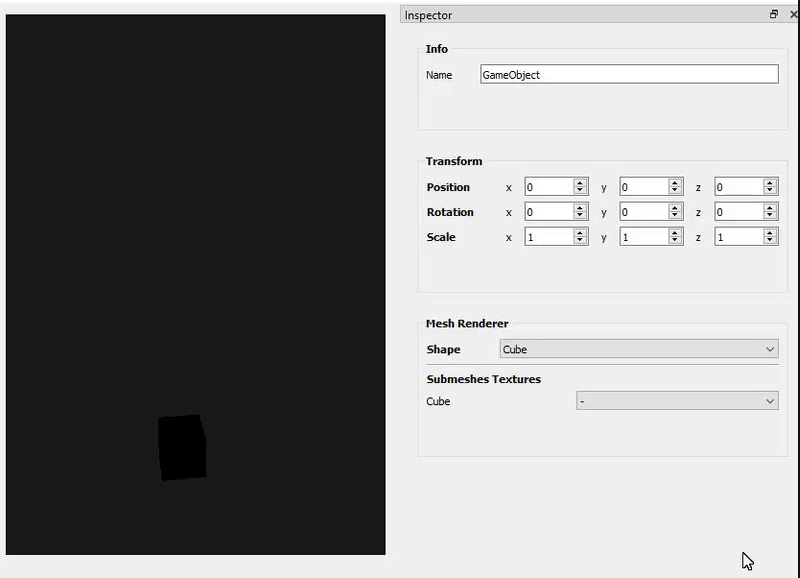 Inspector
Info
Name GameObject
Transform
Position x 0 y 0 z 0
Rotation x 0 y 0 z 0
Scale x 1 y 1 z 1
Mesh Renderer
Shape Cube
Submeshes Textures
Cube -